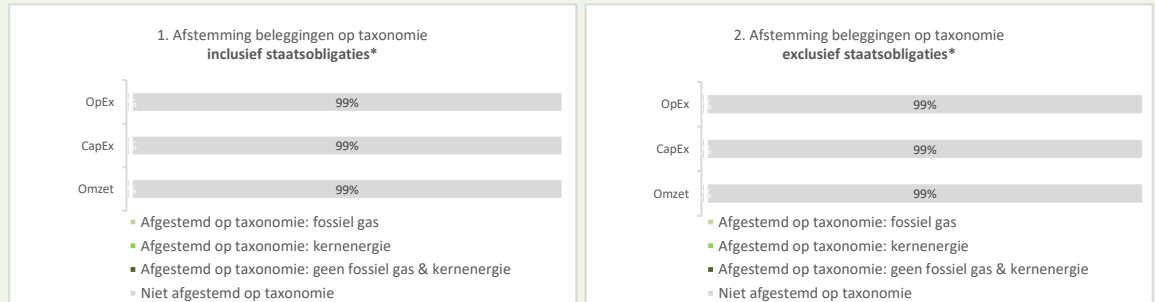 1. Afstemming beleggingen op taxonomie
inclusief staatsobligaties*
OpEx
99%
CapEx
99%
Omzet
99%
Afgestemd op taxonomie: fossiel gas
Afgestemd op taxonomie: kernenergie
Afgestemd op taxonomie: geen fossiel gas & kernenergie
Niet afgestemd op taxonomie
2. Afstemming beleggingen op taxonomie
exclusief staatsobligaties*
OpEx
99%
CapEx
99%
Omzet
99%
Afgestemd op taxonomie: fossiel gas
Afgestemd op taxonomie: kernenergie
Afgestemd op taxonomie: geen fossiel gas & kernenergie
Niet afgestemd op taxonomie